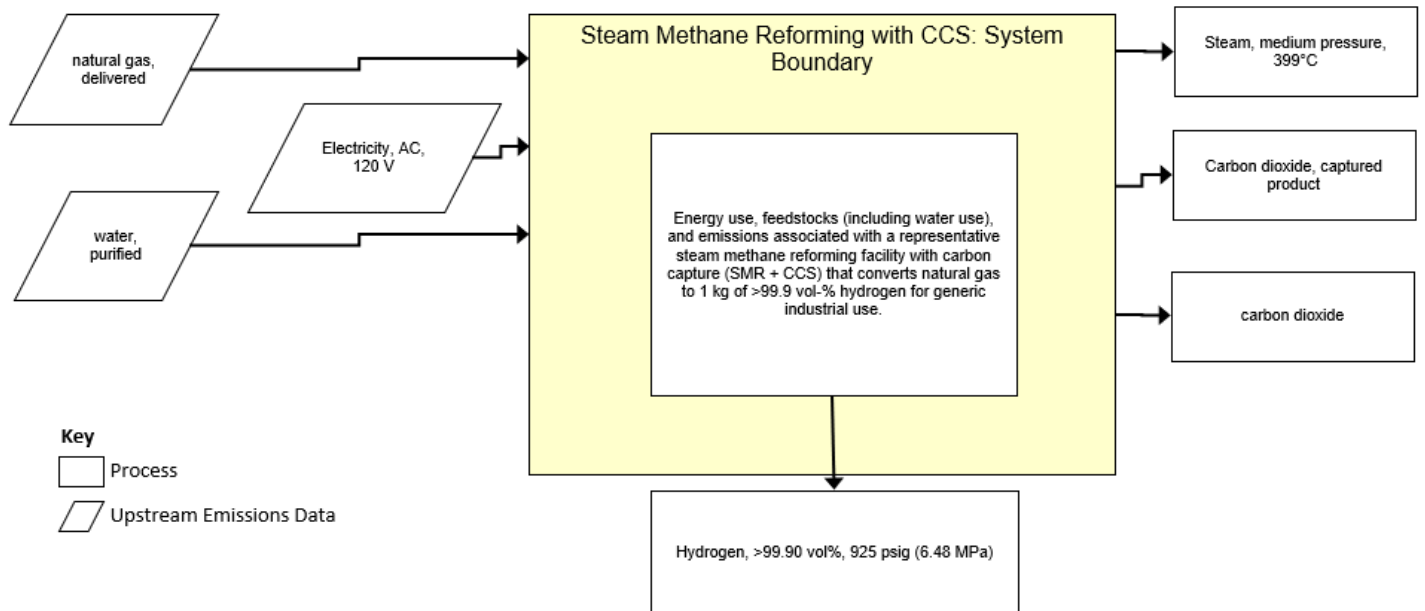 Steam Methane Reforming with CCS: System
Boundary
natural gas,
delivered
Electricity, AC,
120 V
water,
purified
Energy use, feedstocks (including water use),
and emissions associated with a representative
steam methane reforming facility with carbon
capture (SMR + CCS) that converts natural gas
to 1 kg of >99.9 vol-% hydrogen for generic
industrial use.
Steam, medium pressure,
399°C
Carbon dioxide, captured
product
carbon dioxide
Hydrogen, >99.90 vol%, 925 psig (6.48 MPa)
Key
Process
Upstream Emissions Data